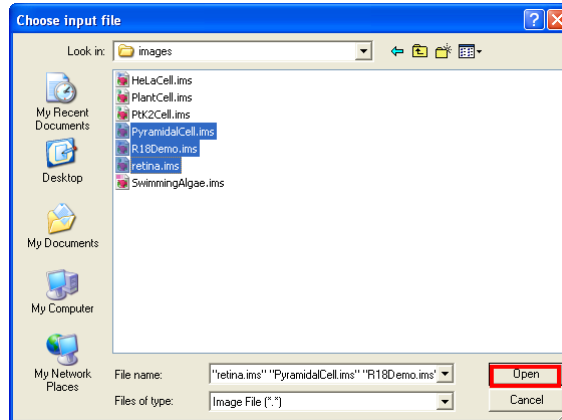 Choose input file
Look in: images
HeLaCell.ims
PlantCell.ims
PtK2Cell.ims
PyramidalCell.ims
R18Demo.ims
retina.ims
SwimmingAlgae.ims
My Recent
Documents
Desktop
My Documents
My Computer
My Network
Places
File name: "retina.ims" "PyramidalCell.ims" "R18Demo.ims"
Open
Files of type: Image File (*.*)
Cancel